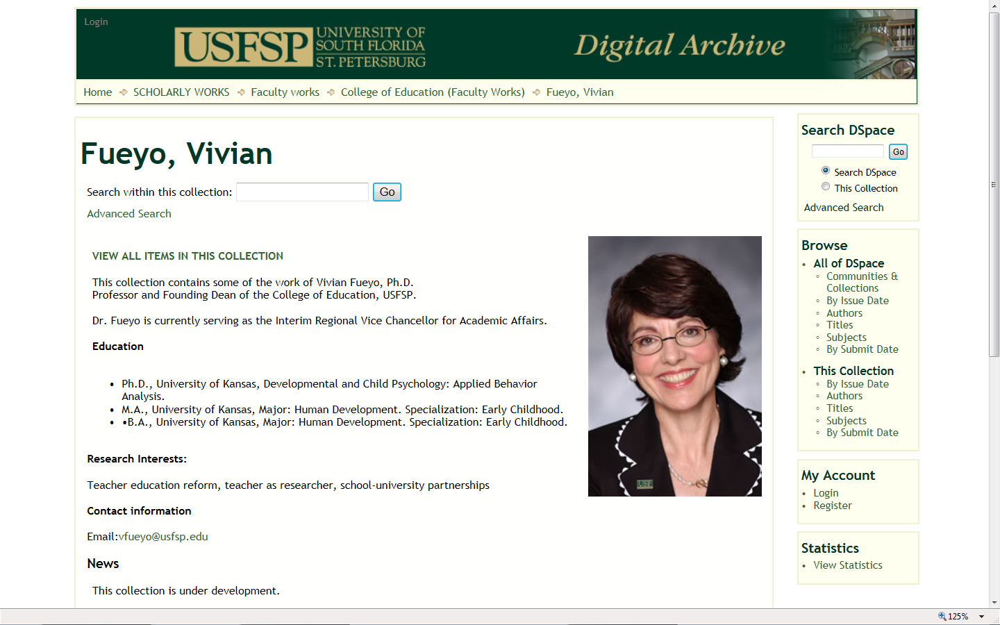 Login
USFSP UNIVERSITY OF
SOUTH FLORIDA
ST. PETERSBURG
Digital Archive
Home SCHOLARLY WORKS Faculty works College of Education (Faculty Works) Fueyo, Vivian
Fueyo, Vivian
Search within this collection: Go
Advanced Search
VIEW ALL ITEMS IN THIS COLLECTION
This collection contains some of the work of Vivian Fueyo, Ph.D.
Professor and Founding Dean of the College of Education, USFSP.
Dr. Fueyo is currently serving as the Interim Regional Vice Chancellor for Academic Affairs.
Education
• Ph.D., University of Kansas, Developmental and Child Psychology: Applied Behavior
Analysis.
• M.A., University of Kansas, Major: Human Development. Specialization: Early Childhood.
• •B.A., University of Kansas, Major: Human Development. Specialization: Early Childhood.
USF
Research Interests:
Teacher education reform, teacher as researcher, school-university partnerships
Contact information
Email:vfueyo@usfsp.edu
News
This collection is under development.
Search DSpace
Go
Search DSpace
This Collection
Advanced Search
Browse
• All of DSpace
◦ Communities &
Collections
◦ By Issue Date
◦ Authors
◦ Titles
◦ Subjects
◦ By Submit Date
• This Collection
◦ By Issue Date
◦ Authors
◦ Titles
◦ Subjects
◦ By Submit Date
My Account
• Login
• Register
Statistics
• View Statistics
125%